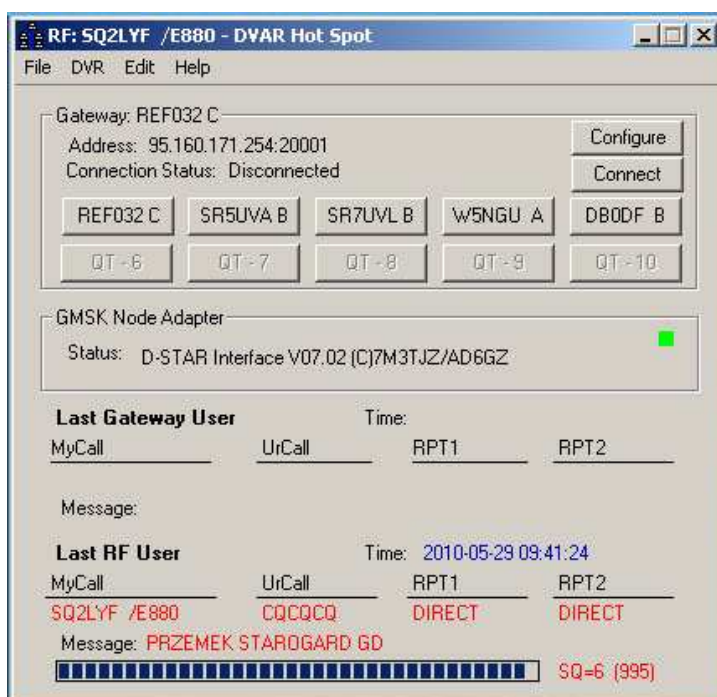 RF: SQ2LYF /E880 - DVAR Hot Spot
File DVR Edit Help
Gateway: REF032 C
Address: 95.160.171.254:20001
Configure
Connection Status: Disconnected
Connect
REF032 C SR5UVA B SR7UVL B W5NGU A DB0DF B
QT - 6 QT - 7 QT - 8 QT - 9 QT - 10
GMSK Node Adapter
Status: D-STAR Interface V07.02 (C)7M3TJZ/AD6GZ
Last Gateway User Time:
MyCall UrCall RPT1 RPT2
Message:
Last RF User Time: 2010-05-29 09:41:24
MyCall UrCall RPT1 RPT2
SQ2LYF /E880 CQCQCQ DIRECT DIRECT
Message: PRZEMEK STAROGARD GD
SQ=6 (995)